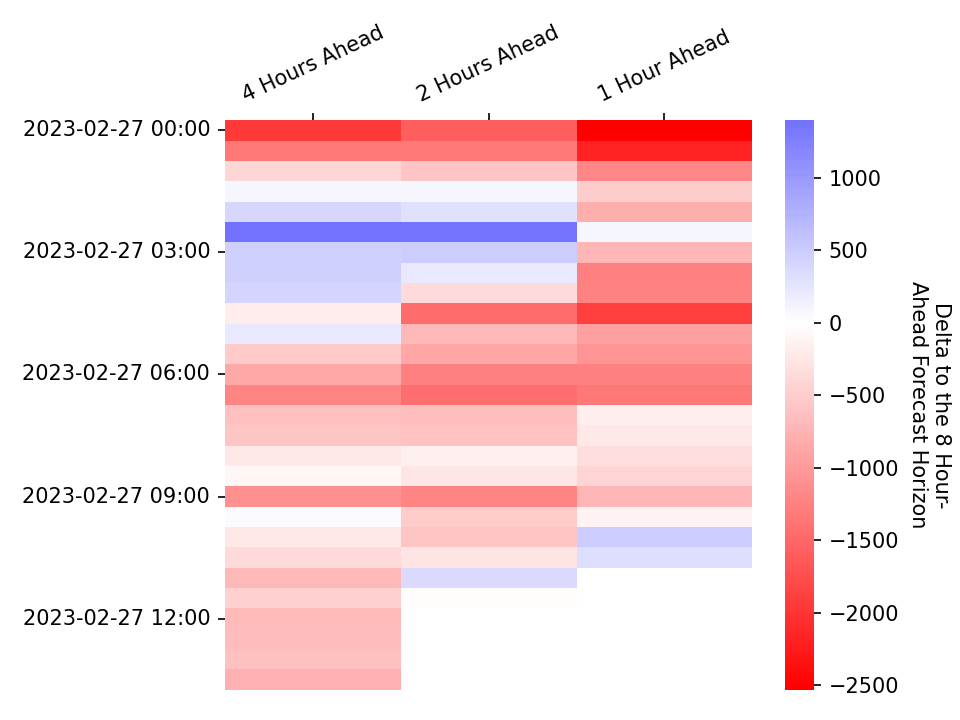 4 Hours Ahead
2 Hours Ahead
1 Hour Ahead
2023-02-27 00:00
2023-02-27 03:00
2023-02-27 06:00
2023-02-27 09:00
2023-02-27 12:00
1000
500
0
−500
−1000
−1500
−2000
−2500
Delta to the 8 Hour-
Ahead Forecast Horizon